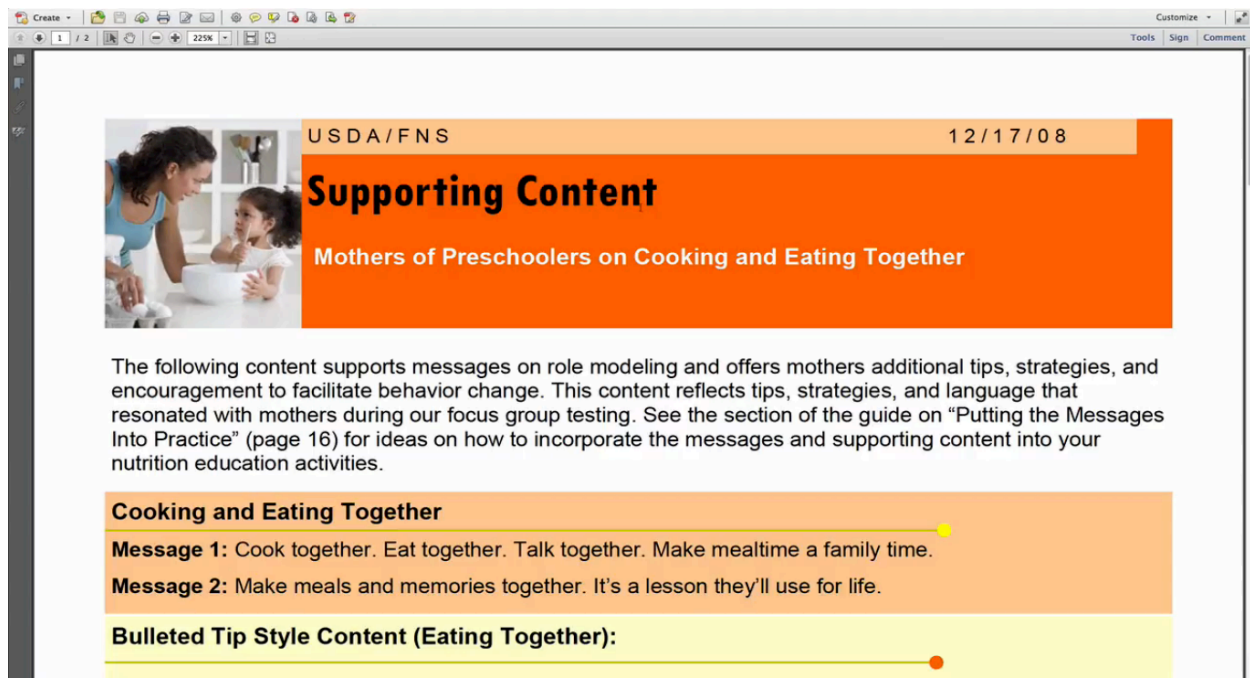 Create
Customize
1 / 2
225%
Tools Sign Comment
USDA/FNS 12/17/08
Supporting Content
Mothers of Preschoolers on Cooking and Eating Together
The following content supports messages on role modeling and offers mothers additional tips, strategies, and
encouragement to facilitate behavior change. This content reflects tips, strategies, and language that
resonated with mothers during our focus group testing. See the section of the guide on “Putting the Messages
Into Practice” (page 16) for ideas on how to incorporate the messages and supporting content into your
nutrition education activities.
Cooking and Eating Together
Message 1: Cook together. Eat together. Talk together. Make mealtime a family time.
Message 2: Make meals and memories together. It’s a lesson they’ll use for life.
Bulleted Tip Style Content (Eating Together):